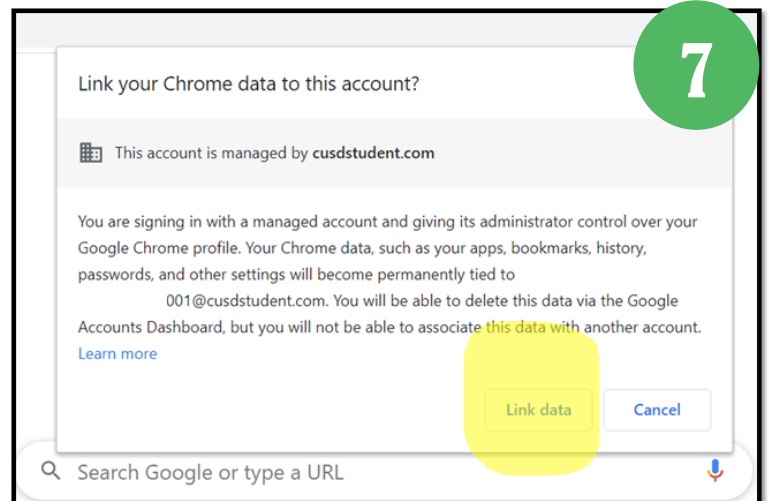 7
Link your Chrome data to this account?
This account is managed by cusdstudent.com
You are signing in with a managed account and giving its administrator control over your
Google Chrome profile. Your Chrome data, such as your apps, bookmarks, history,
passwords, and other settings will become permanently tied to
001@cusdstudent.com. You will be able to delete this data via the Google
Accounts Dashboard, but you will not be able to associate this data with another account.
Learn more
Link data Cancel
Search Google or type a URL